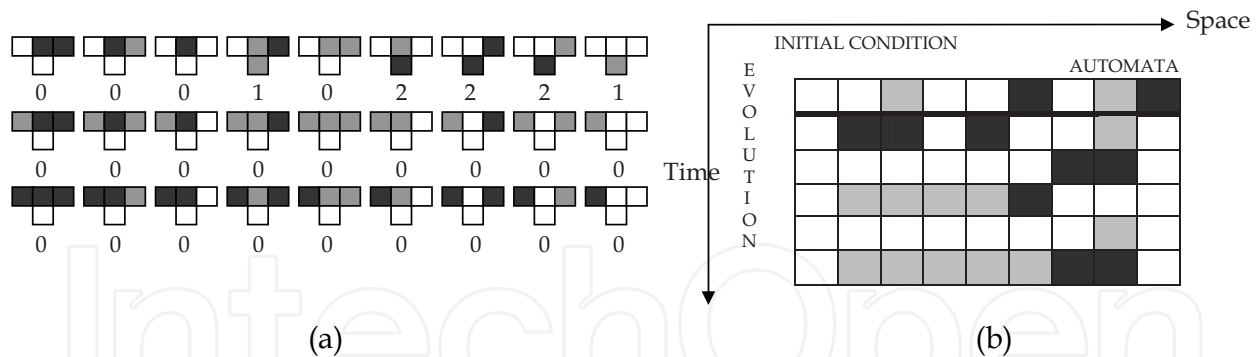 0 0 0 1 0 2 2 2 1
0 0 0 0 0 0 0 0 0
0 0 0 0 0 0 0 0 0
(a)
Space
INITIAL CONDITION
AUTOMATA
EVOLUTION
Time
(b)
IntechOpen